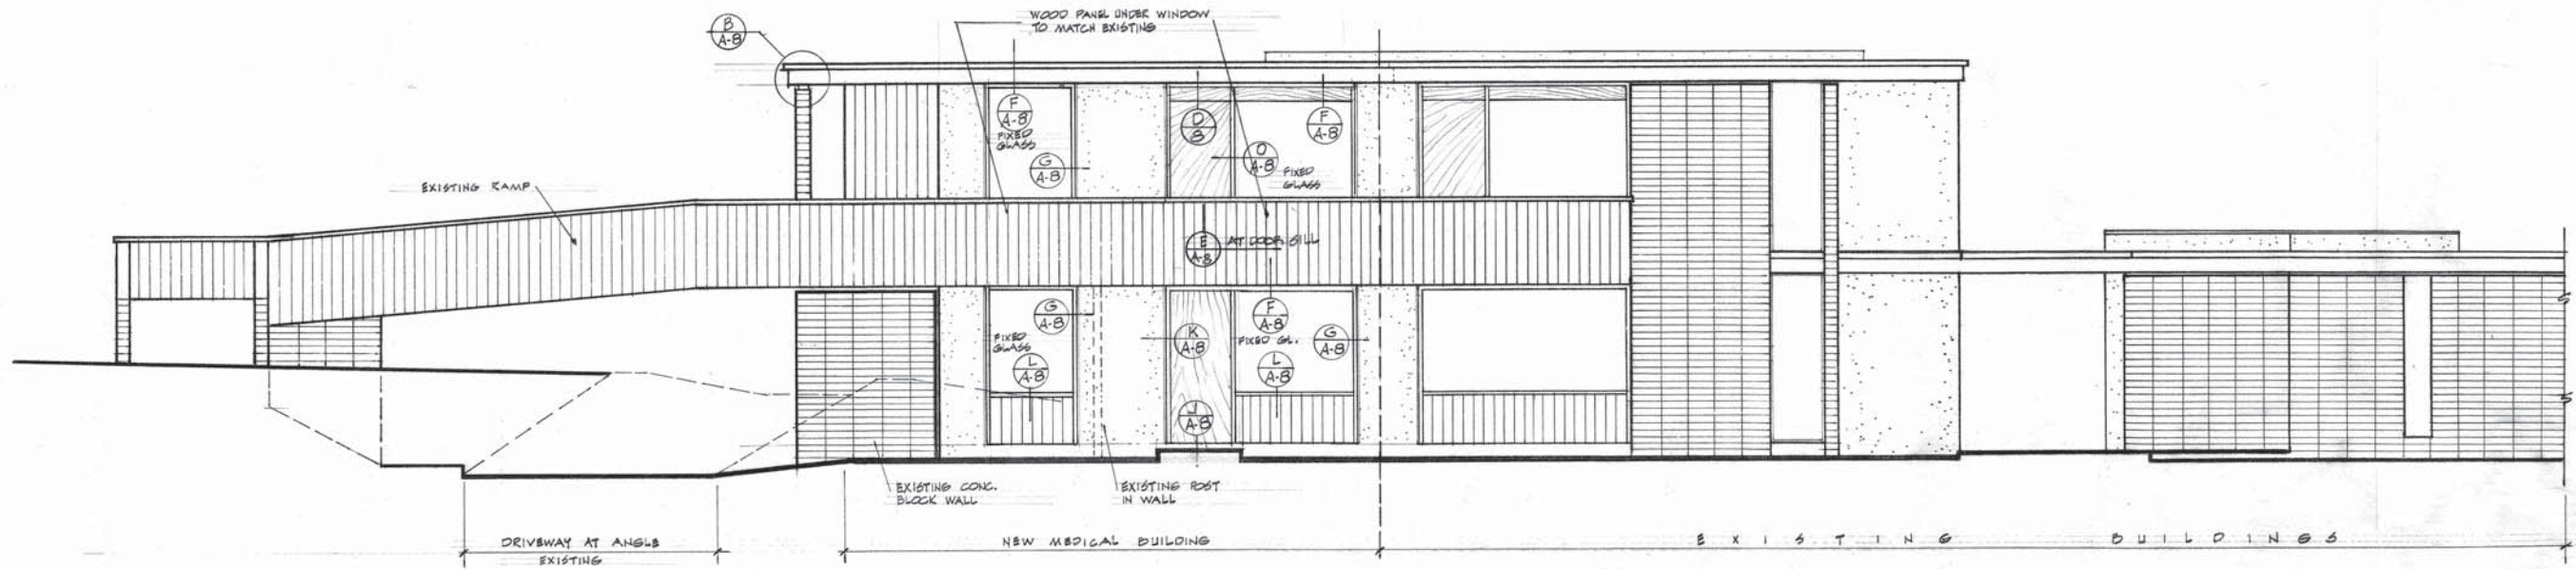 B
A-8
WOOD PANEL UNDER WINDOW
TO MATCH EXISTING
F
A-8
FIXED
GLASS
G
A-8
D
8
O
A-8
F
A-8
FIXED
GLASS
EXISTING RAMP
E
A-8
AT DOOR SILL
G
A-8
FIXED
GLASS
L
A-8
K
A-8
F
A-8
FIXED GL.
G
A-8
L
A-8
J
A-8
EXISTING CONC.
BLOCK WALL
EXISTING POST
IN WALL
DRIVEWAY AT ANGLE
EXISTING
NEW MEDICAL BUILDING
EXISTING BUILDINGS